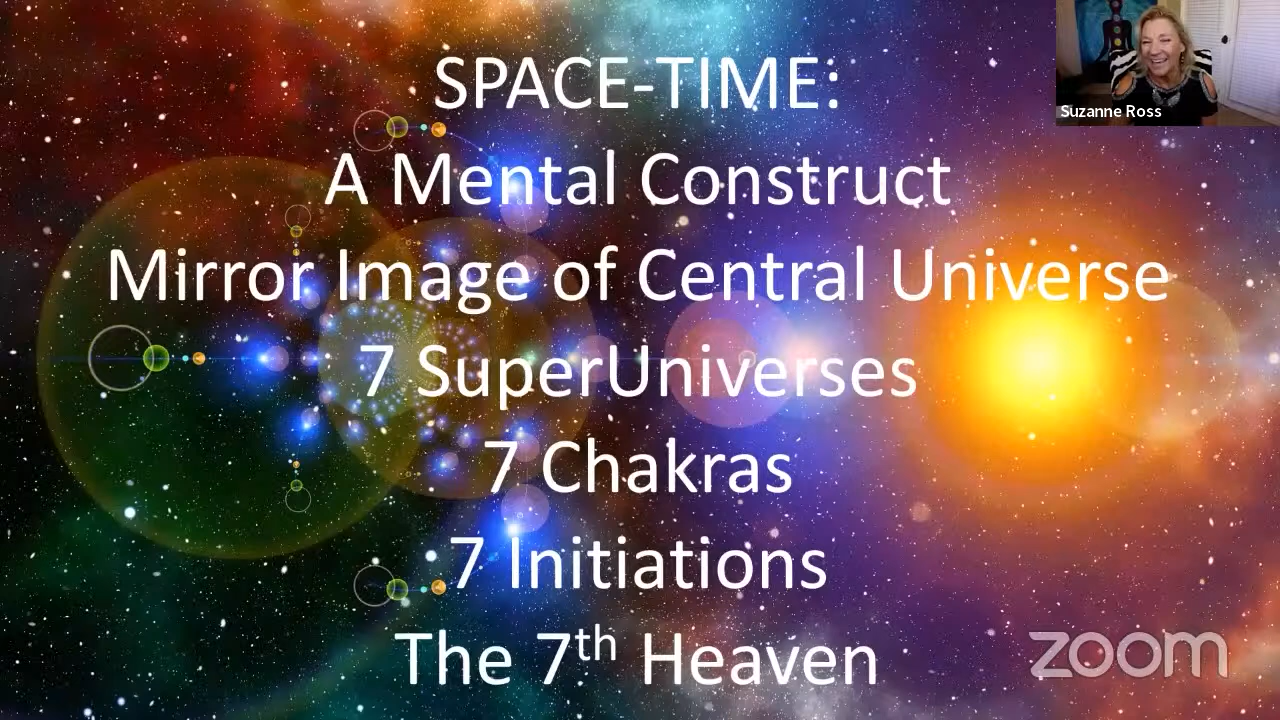 SPACE-TIME:
A Mental Construct
Mirror Image of Central Universe
7 SuperUniverses
7 Chakras
7 Initiations
The 7th Heaven
Suzanne Ross
zoom